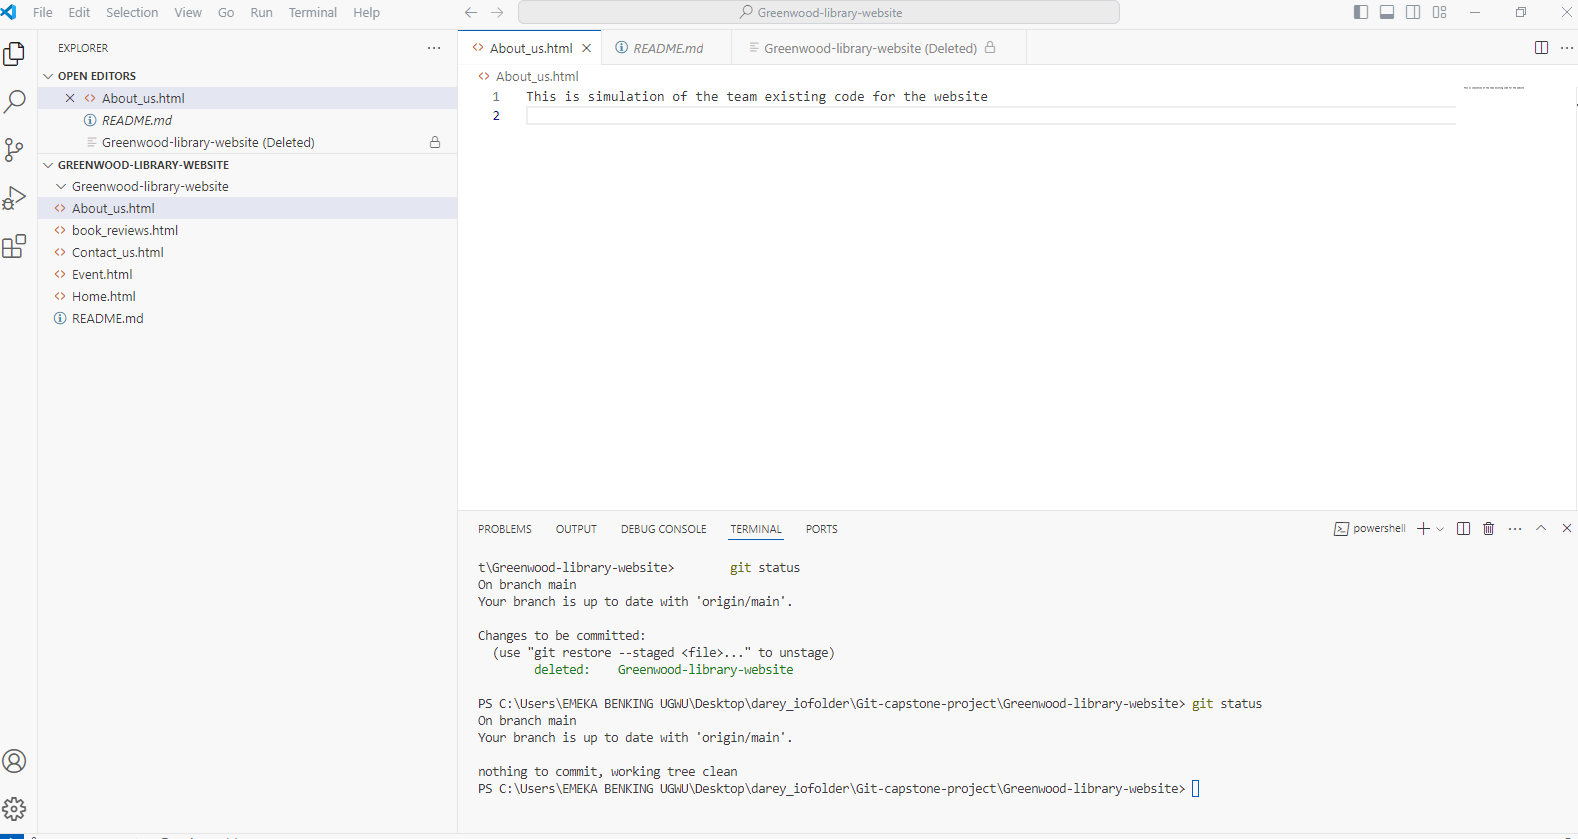 File Edit Selection View Go Run Terminal Help
Greenwood-library-website
EXPLORER
OPEN EDITORS
About_us.html
README.md
Greenwood-library-website (Deleted)
GREENWOOD-LIBRARY-WEBSITE
Greenwood-library-website
About_us.html
book_reviews.html
Contact_us.html
Event.html
Home.html
README.md
About_us.html README.md Greenwood-library-website (Deleted)
About_us.html
1 This is simulation of the team existing code for the website
2
PROBLEMS OUTPUT DEBUG CONSOLE TERMINAL PORTS
powershell
t\Greenwood-library-website> git status
On branch main
Your branch is up to date with 'origin/main'.
Changes to be committed:
(use "git restore --staged <file>..." to unstage)
deleted: Greenwood-library-website
PS C:\Users\EMEKA BENKING UGWU\Desktop\darey_iofolder\Git-capstone-project\Greenwood-library-website> git status
On branch main
Your branch is up to date with 'origin/main'.
nothing to commit, working tree clean
PS C:\Users\EMEKA BENKING UGWU\Desktop\darey_iofolder\Git-capstone-project\Greenwood-library-website>